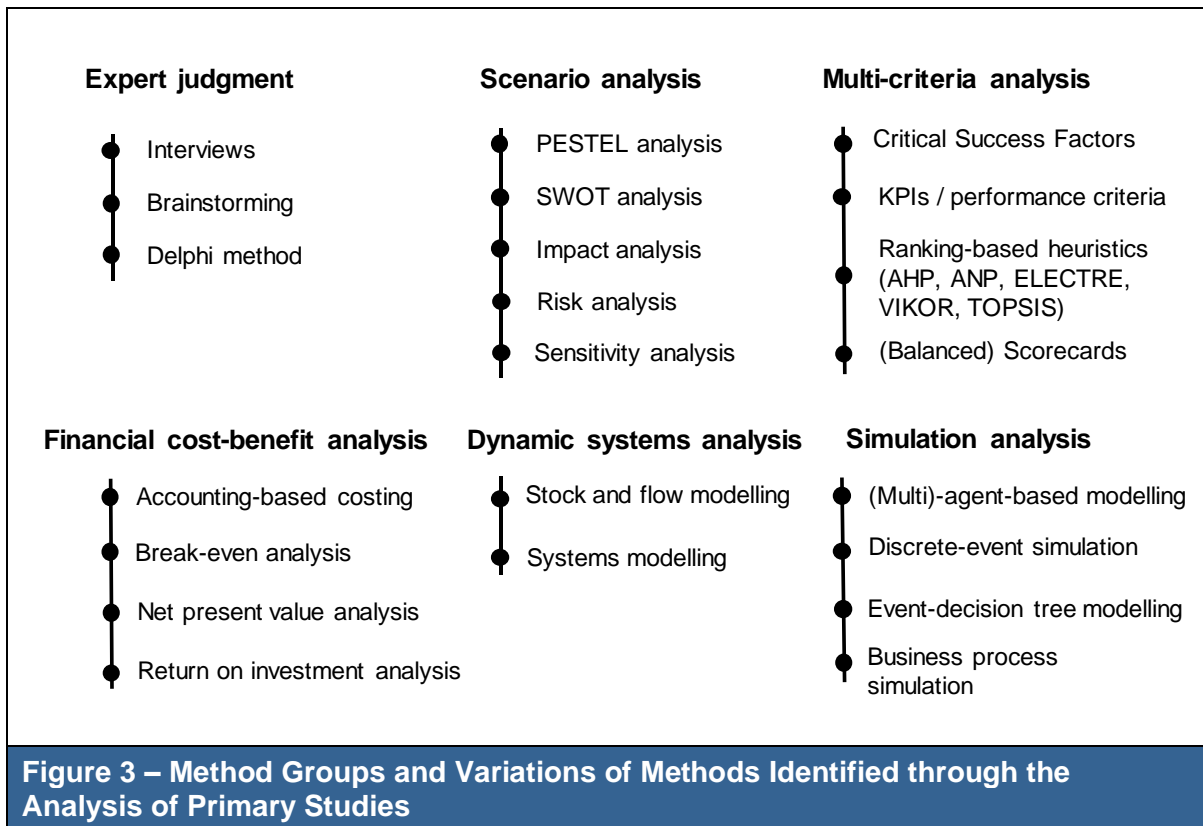 Expert judgment
Interviews
Brainstorming
Delphi method
Scenario analysis
PESTEL analysis
SWOT analysis
Impact analysis
Risk analysis
Sensitivity analysis
Multi-criteria analysis
Critical Success Factors
KPIs / performance criteria
Ranking-based heuristics
(AHP, ANP, ELECTRE,
VIKOR, TOPSIS)
(Balanced) Scorecards
Financial cost-benefit analysis
Accounting-based costing
Break-even analysis
Net present value analysis
Return on investment analysis
Dynamic systems analysis
Stock and flow modelling
Systems modelling
Simulation analysis
(Multi)-agent-based modelling
Discrete-event simulation
Event-decision tree modelling
Business process
simulation
Figure 3 – Method Groups and Variations of Methods Identified through the
Analysis of Primary Studies